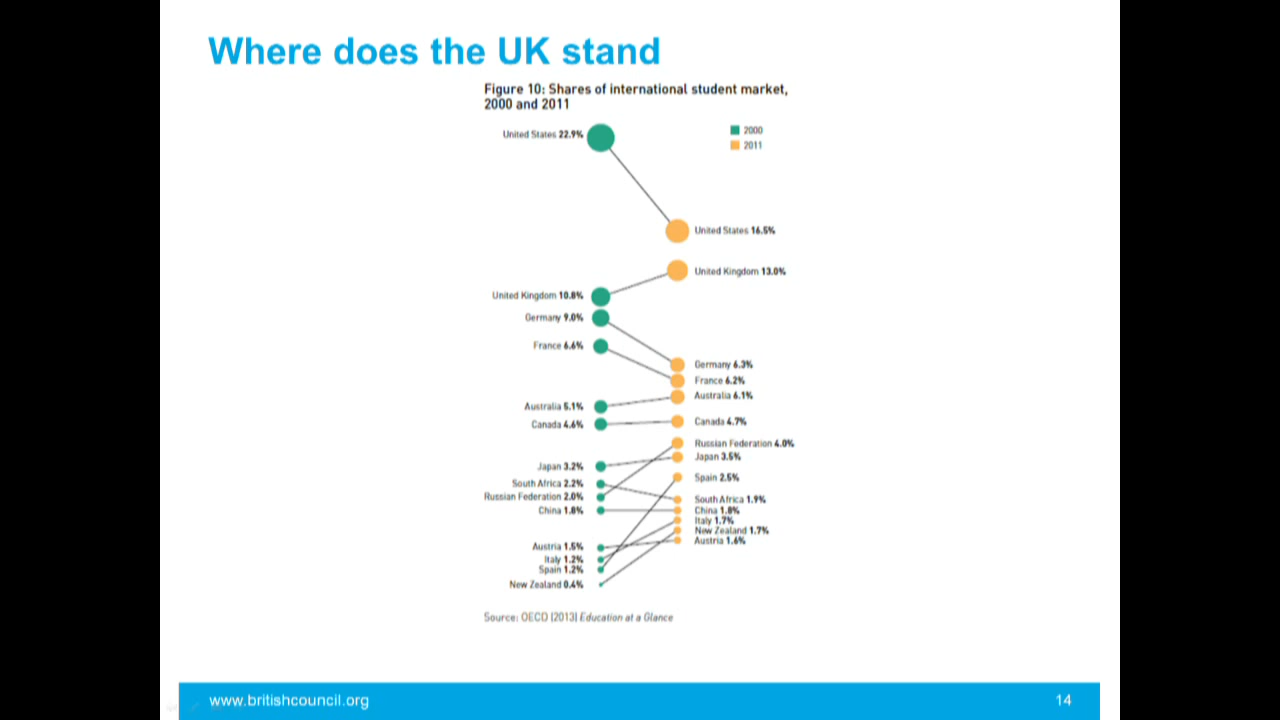 Where does the UK stand
Figure 10: Shares of international student market,
2000 and 2011
2000
2011
United States 22.9%
United States 16.5%
United Kingdom 13.0%
United Kingdom 10.8%
Germany 9.0%
France 6.6%
Germany 6.3%
France 6.2%
Australia 6.1%
Australia 5.1%
Canada 4.6%
Canada 4.7%
Russian Federation 4.0%
Japan 3.5%
Japan 3.2%
Spain 2.5%
South Africa 2.2%
Russian Federation 2.0%
South Africa 1.9%
China 1.8%
China 1.8%
Italy 1.7%
New Zealand 1.7%
Austria 1.6%
Austria 1.5%
Italy 1.2%
Spain 1.2%
New Zealand 0.4%
Source: OECD (2013) Education at a Glance
www.britishcouncil.org
14